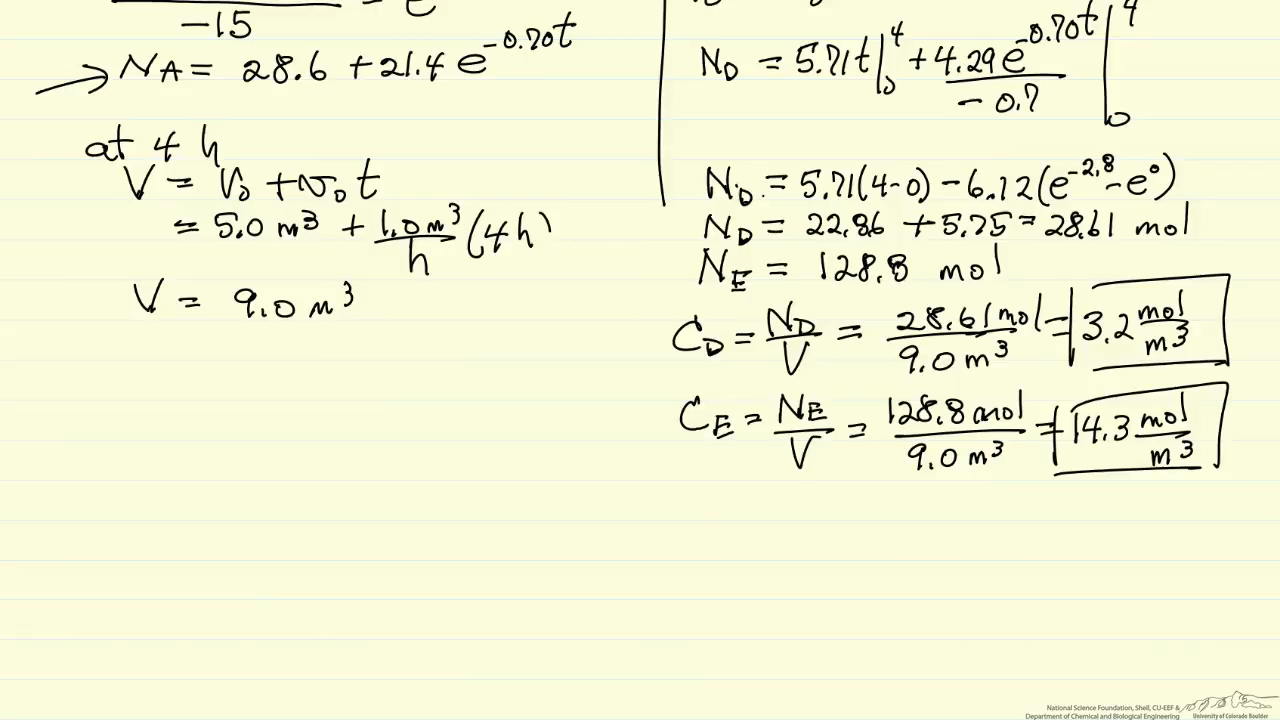 -15 = e
N_A = 28.6 + 21.4 e^{-0.70t}
at 4 h
V = V_0 + v_0 t
= 5.0 m³ + 1.0 m³/h (4 h)
V = 9.0 m³
N_D = 5.71t|_0^4 + 4.29e^{-0.70t}/-0.7 |_0^4
N_D = 5.71(4-0) - 6.12(e^{-2.8} - e^0)
N_D = 22.86 + 5.75 = 28.61 mol
N_E = 128.8 mol
C_D = N_D/V = 28.61 mol/9.0 m³ = 3.2 mol/m³
C_E = N_E/V = 128.8 mol/9.0 m³ = 14.3 mol/m³
National Science Foundation, Shell, CU-EEF &
Department of Chemical and Biological Engineering
University of Colorado Boulder